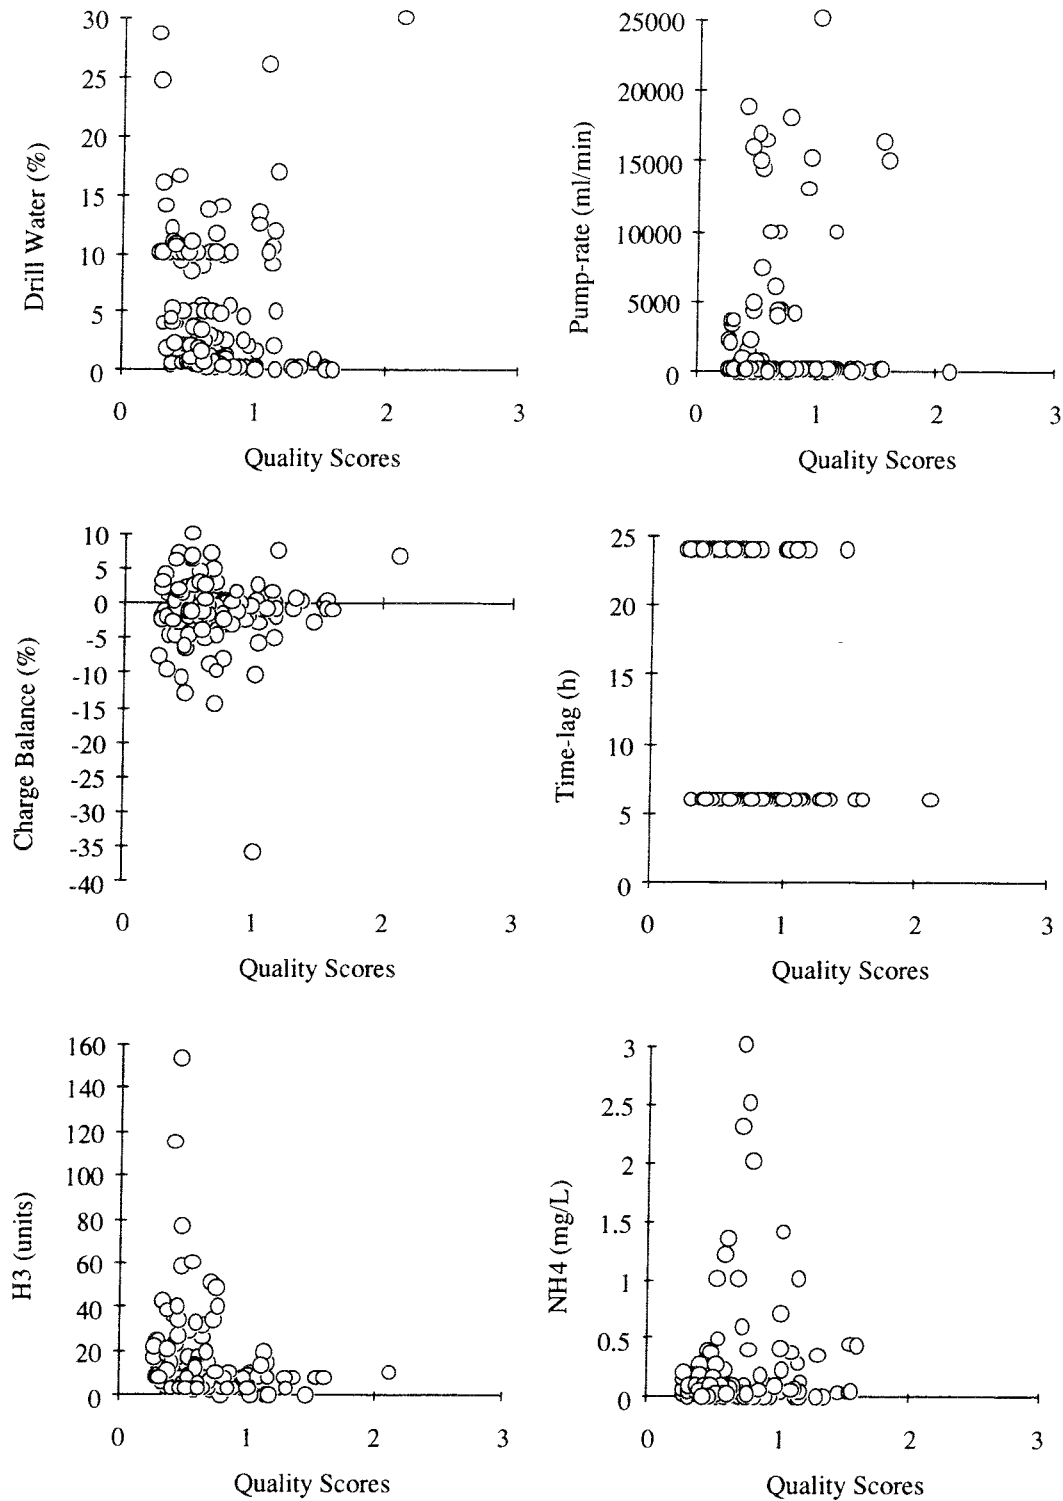 Drill Water (%)
30
25
20
15
10
5
0
0 1 2 3
Quality Scores
Pump-rate (ml/min)
25000
20000
15000
10000
5000
0
0 1 2 3
Quality Scores
Charge Balance (%)
10
5
0
-5
-10
-15
-20
-25
-30
-35
-40
0 1 2 3
Quality Scores
Time-lag (h)
25
20
15
10
5
0
0 1 2 3
Quality Scores
H3 (units)
160
140
120
100
80
60
40
20
0
0 1 2 3
Quality Scores
NH4 (mg/L)
3
2.5
2
1.5
1
0.5
0
0 1 2 3
Quality Scores